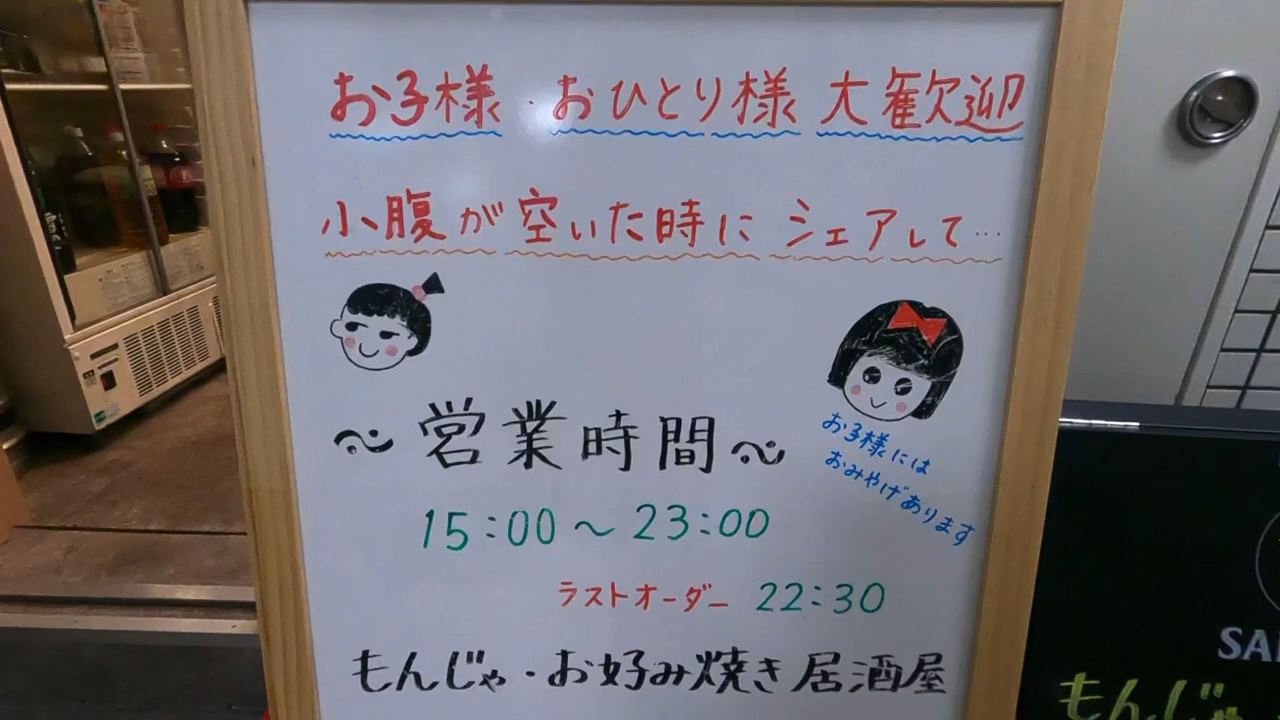 お子様・おひとり様 大歓迎
小腹が空いた時に シェアして…
～営業時間～
お子様には
おみやげあります
15:00～23:00
ラストオーダー 22:30
もんじゃ・お好み焼き 居酒屋
もんじ